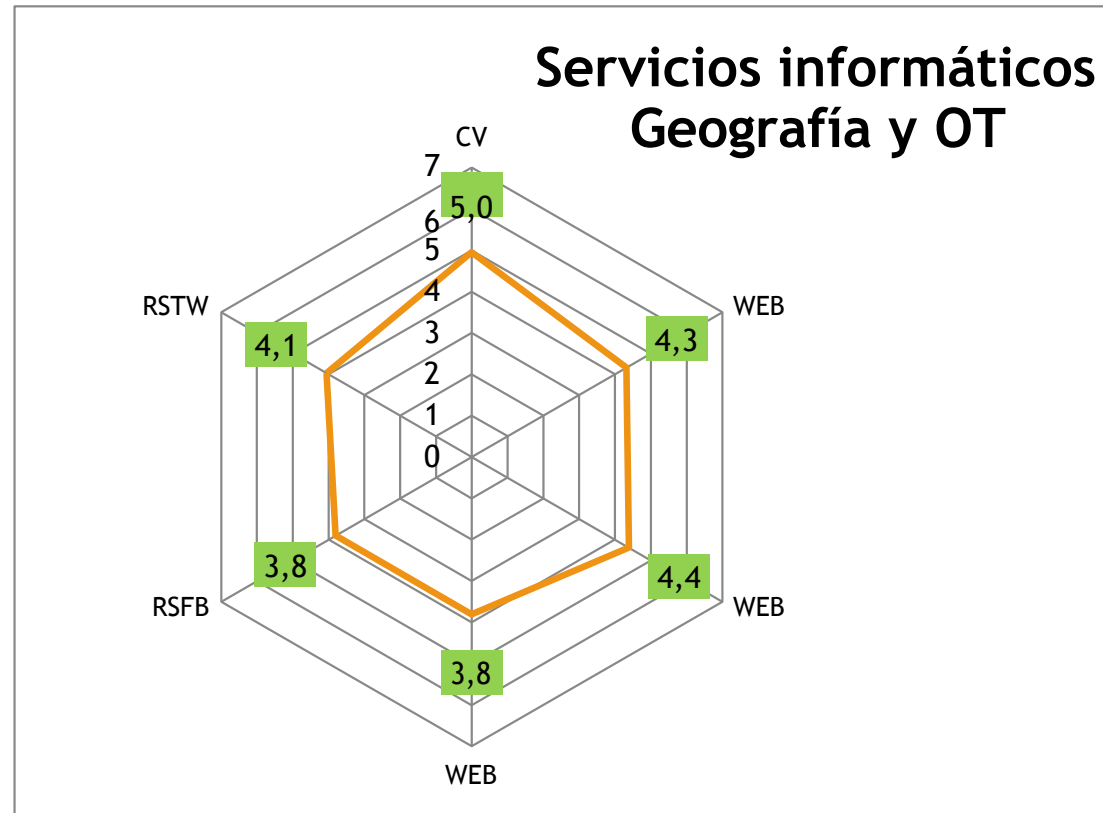 Servicios informáticos
Geografía y OT
CV
7
5,0
6
5
4
3
2
1
0
RSTW
4,1
WEB
4,3
RSFB
3,8
WEB
4,4
3,8
WEB